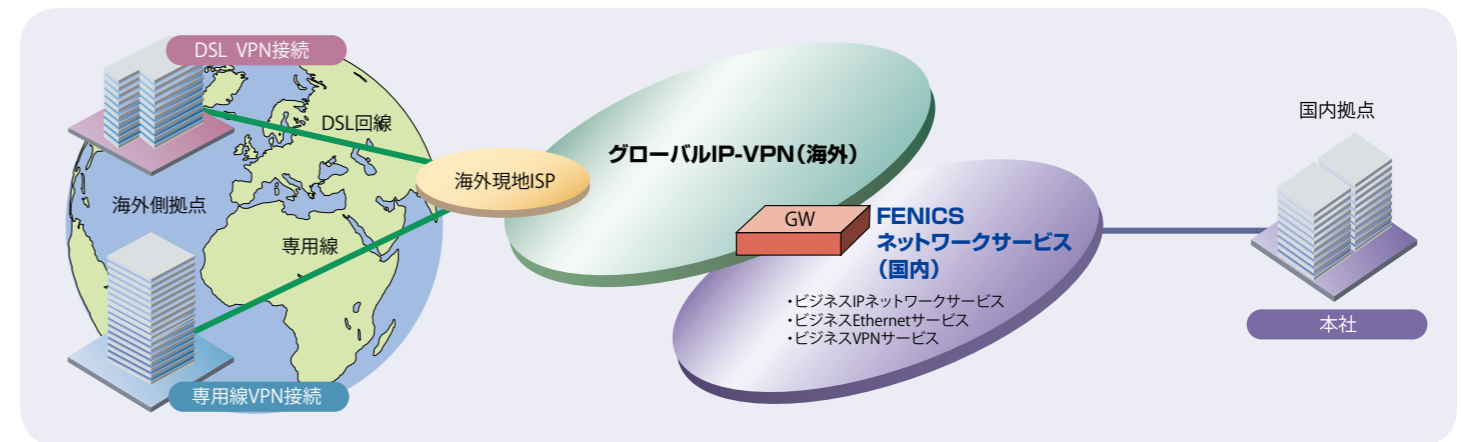 DSL VPN接続
DSL回線
海外側拠点
専用線
専用線VPN接続
海外現地ISP
グローバルIP-VPN（海外）
GW
FENICS
ネットワークサービス
（国内）
・ビジネスIPネットワークサービス
・ビジネスEthernetサービス
・ビジネスVPNサービス
国内拠点
本社